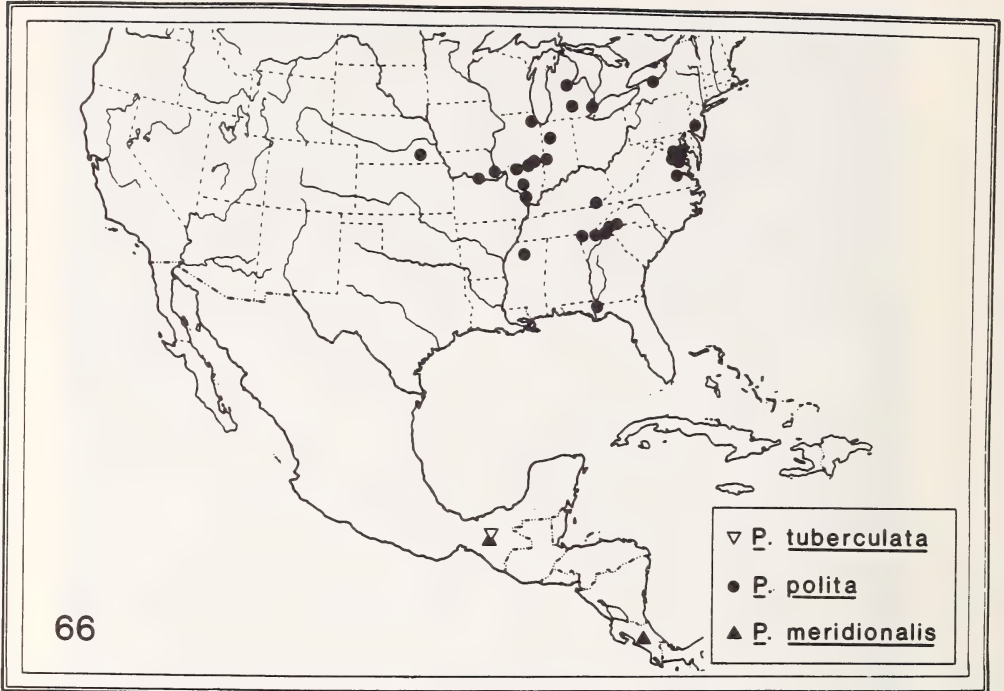 ▽ P. tuberculata
● P. polita
▲ P. meridionalis
66